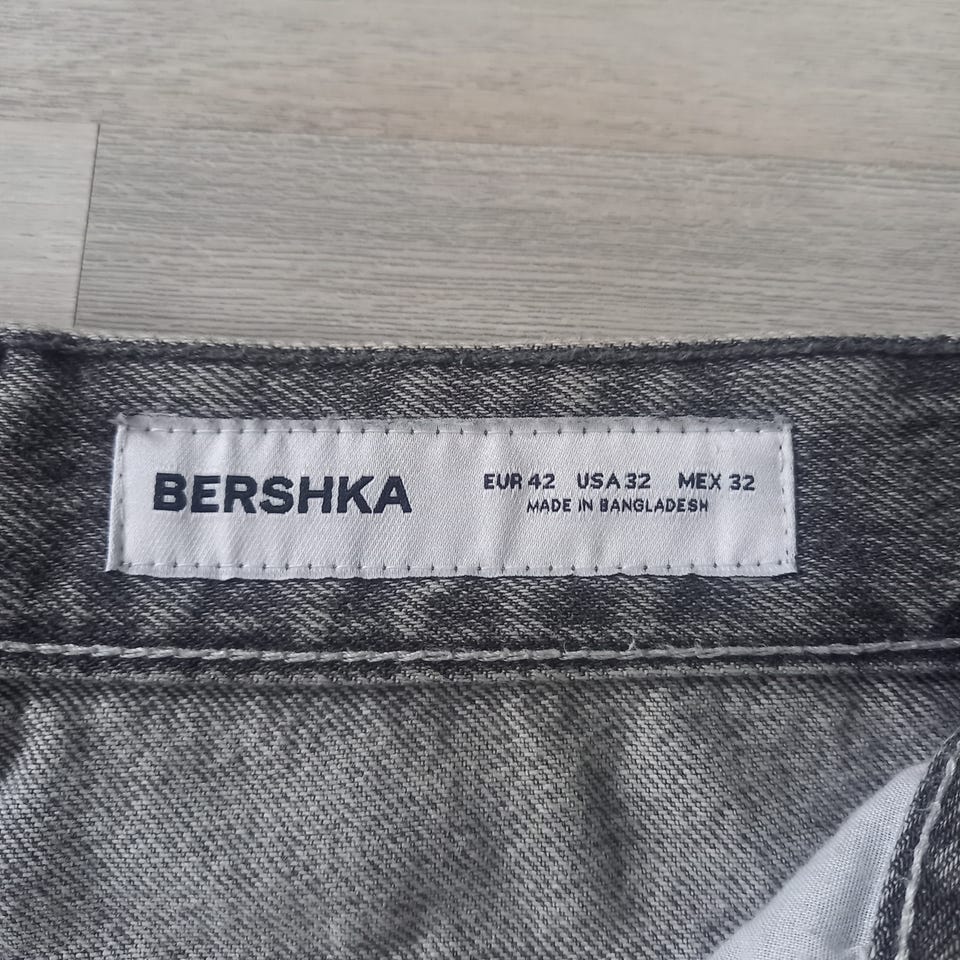 BERSHKA
EUR 42 USA 32 MEX 32
MADE IN BANGLADESH